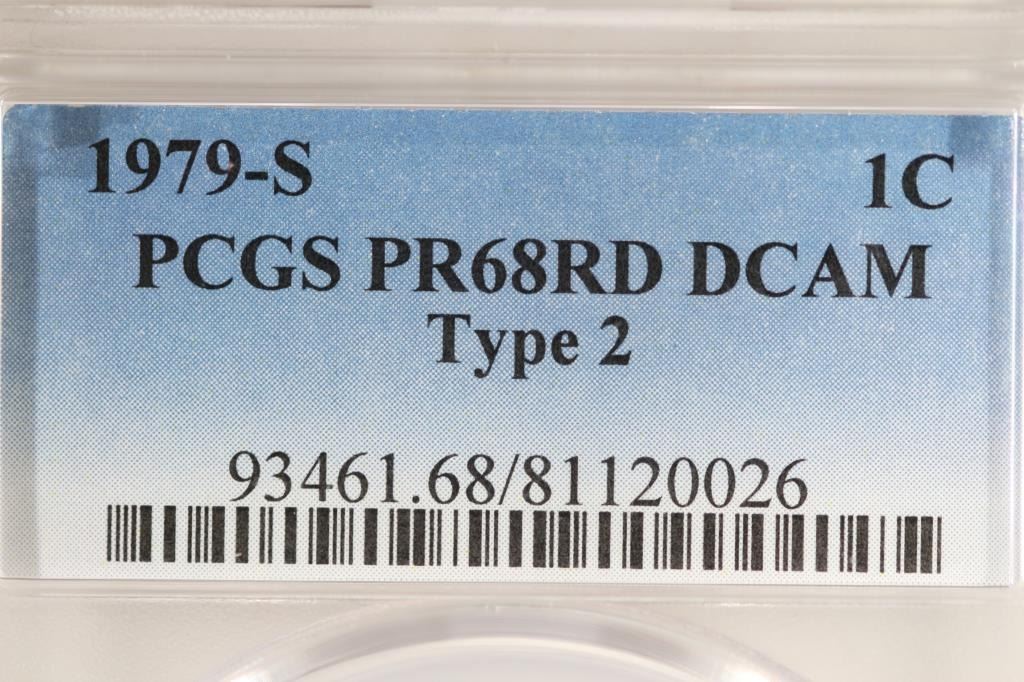 1979-S 1C
PCGS PR68RD DCAM
Type 2
93461.68/81120026